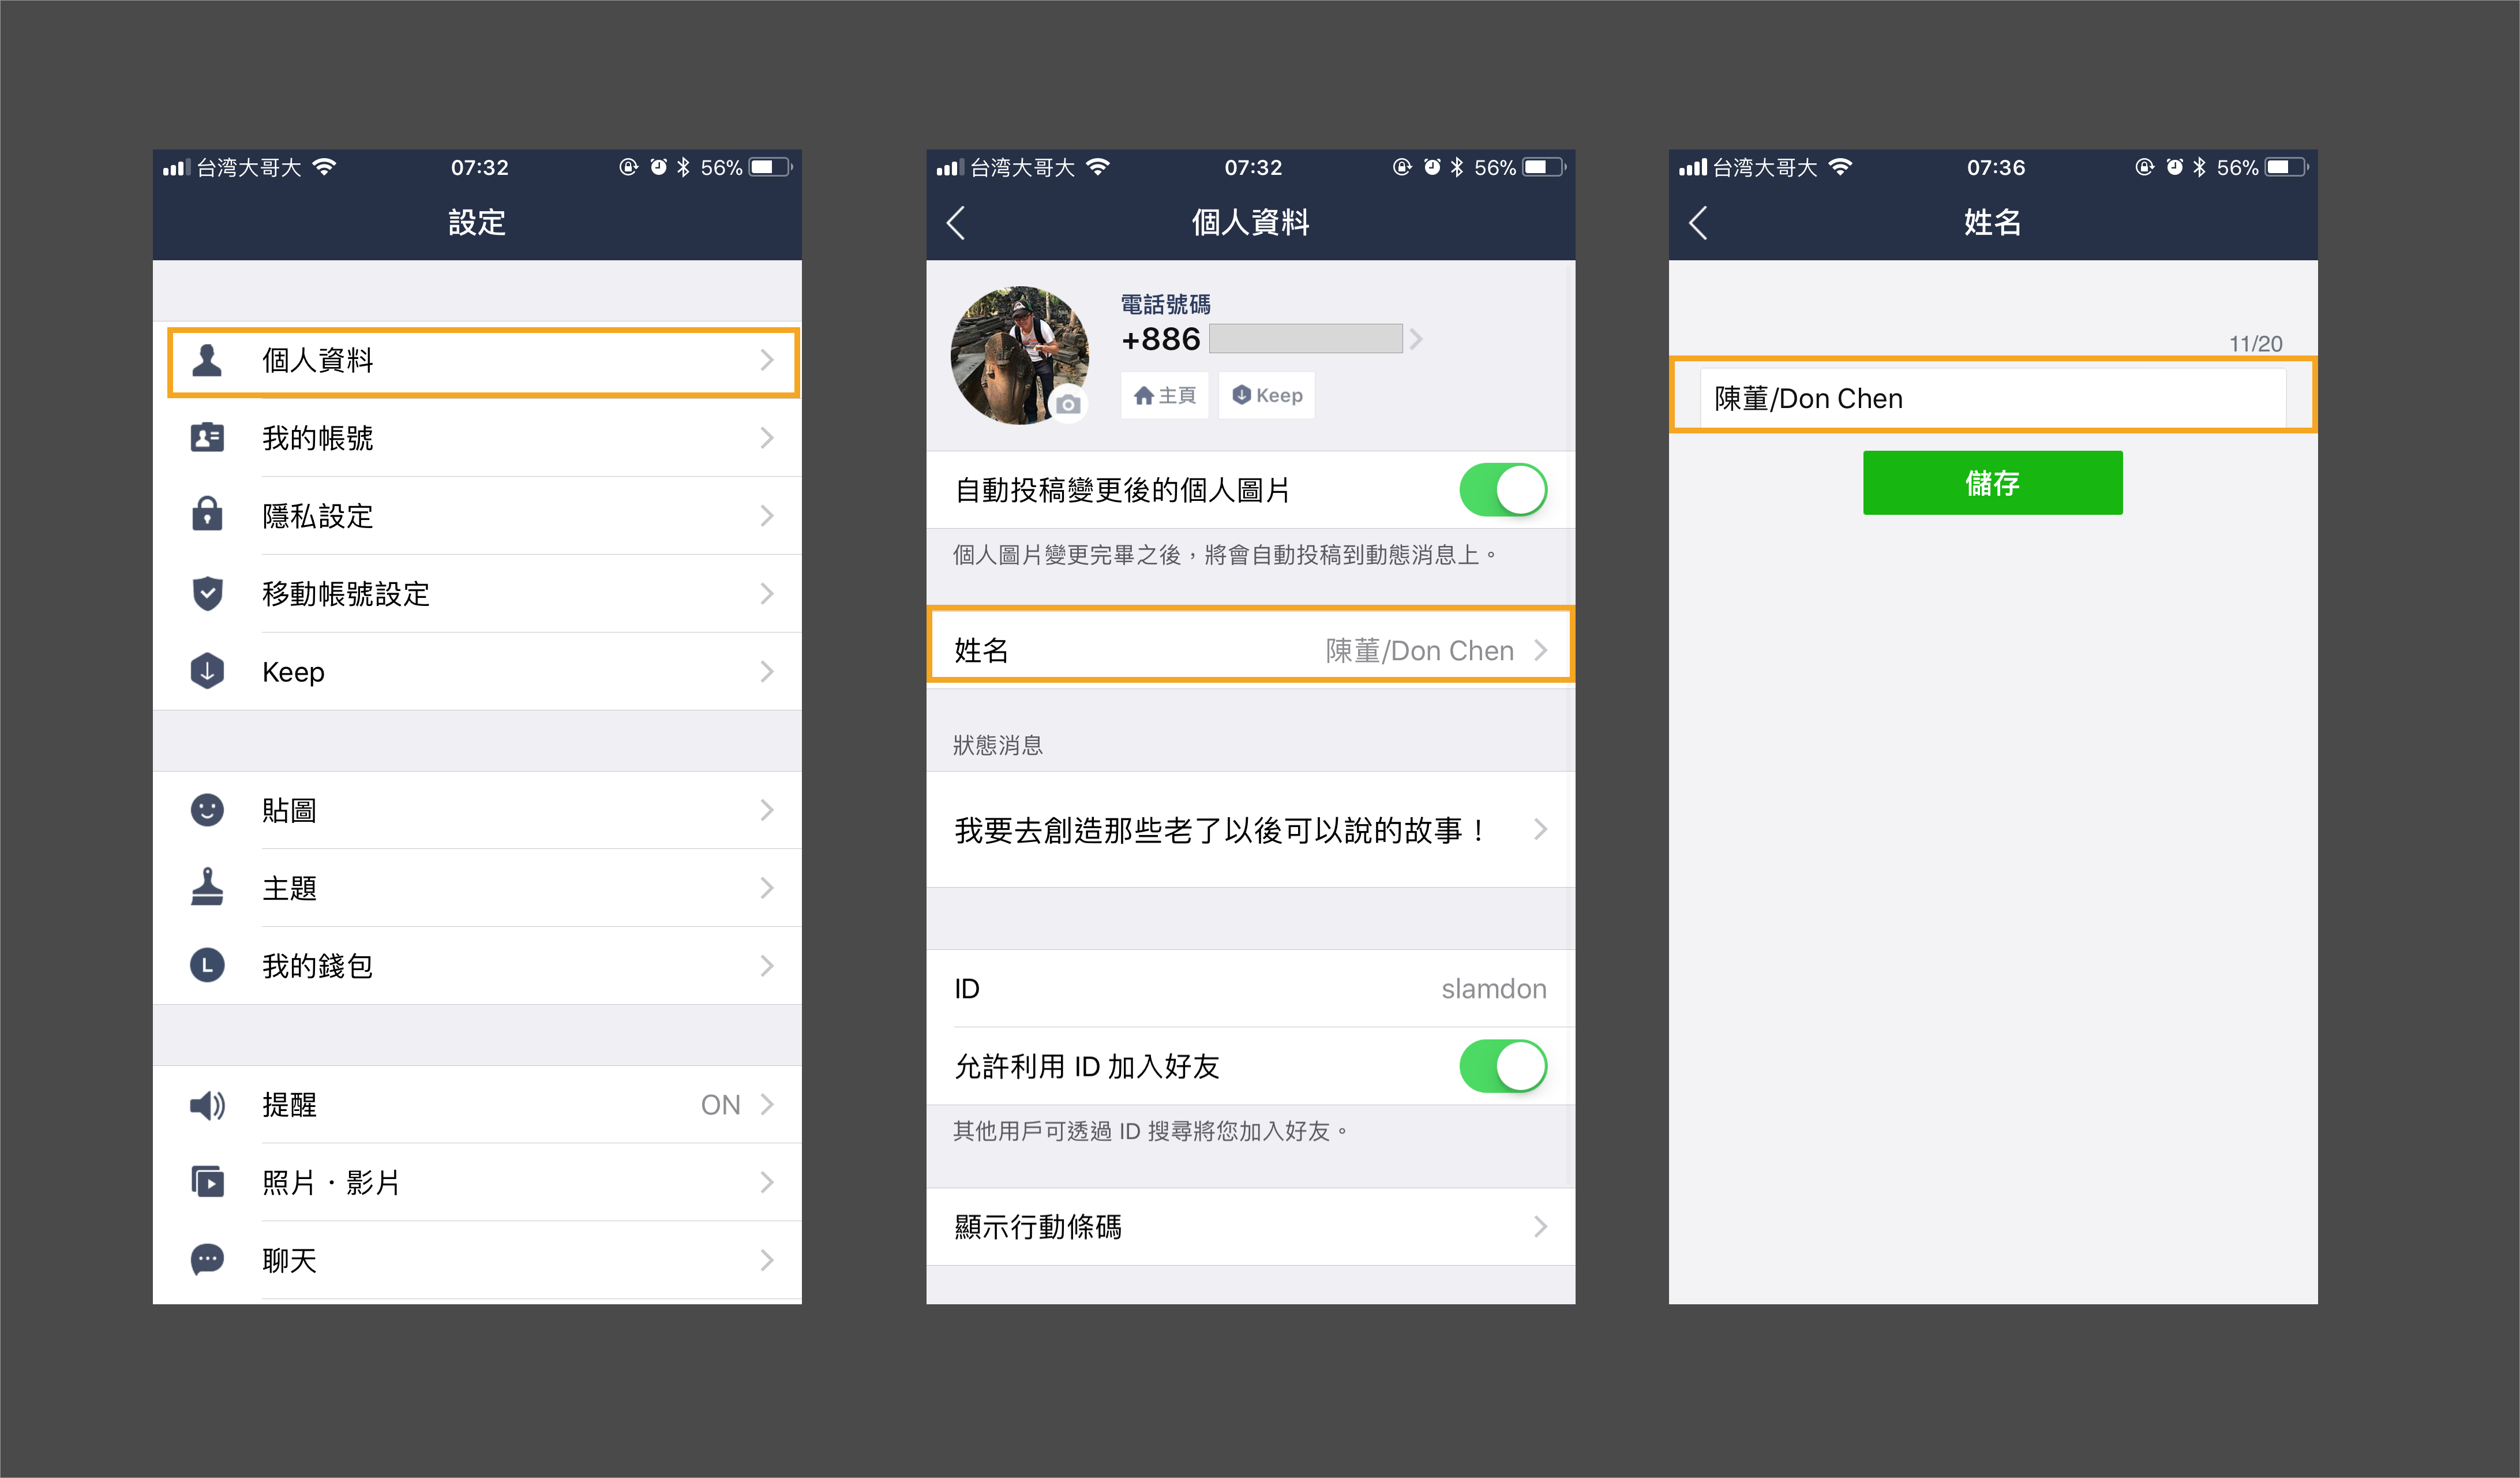 台湾大哥大 07:32 56%
設定
個人資料
我的帳號
隱私設定
移動帳號設定
Keep
貼圖
主題
我的錢包
提醒 ON
照片・影片
聊天
台湾大哥大 07:32 56%
個人資料
電話號碼
+886
主頁 Keep
自動投稿變更後的個人圖片
個人圖片變更完畢之後，將會自動投稿到動態消息上。
姓名 陳董/Don Chen
狀態消息
我要去創造那些老了以後可以說的故事！
ID slamdon
允許利用 ID 加入好友
其他用戶可透過 ID 搜尋將您加入好友。
顯示行動條碼
台湾大哥大 07:36 56%
姓名
11/20
陳董/Don Chen
儲存